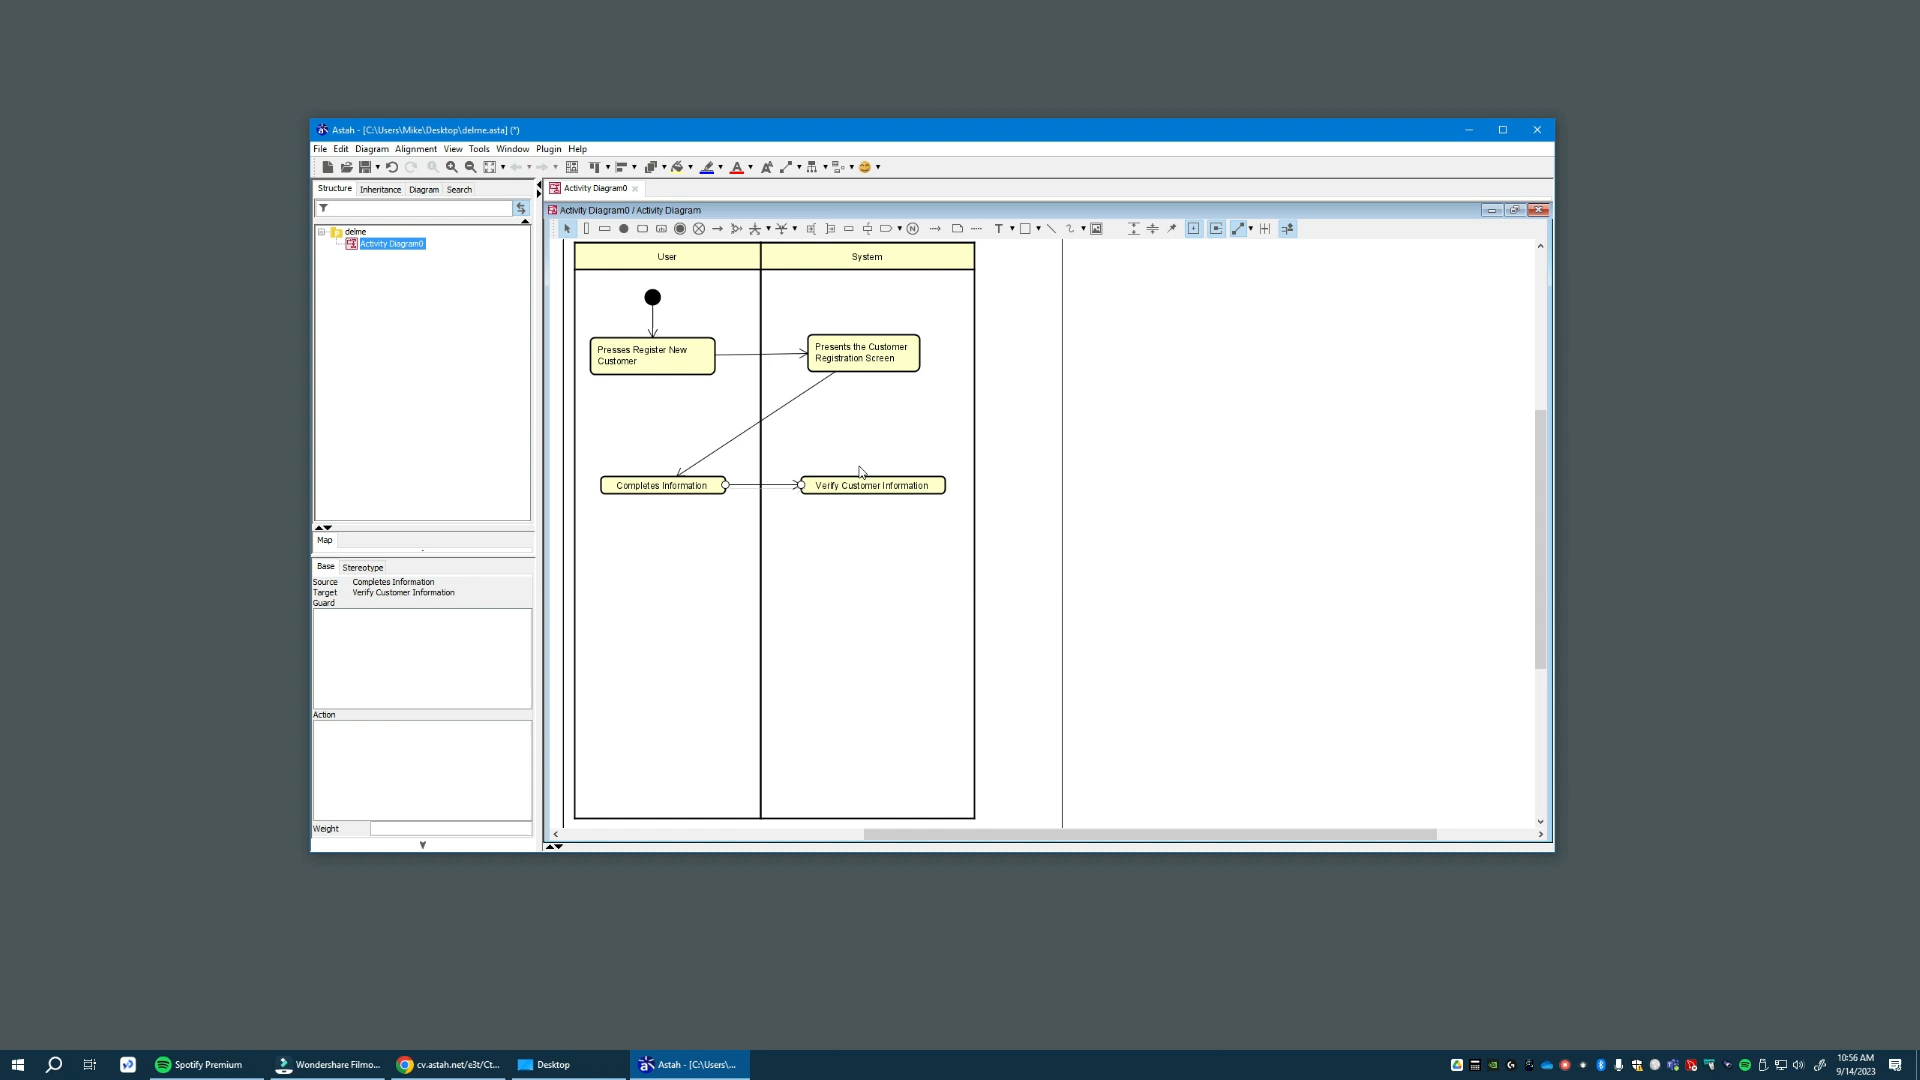 Astah - [C:\Users\Mike\Desktop\delme.asta] (*)
File Edit Diagram Alignment View Tools Window Plugin Help
Structure Inheritance Diagram Search
Activity Diagram0
Activity Diagram0 / Activity Diagram
delme
Activity Diagram0
User System
Presses Register New
Customer
Presents the Customer
Registration Screen
Completes Information
Verify Customer Information
Map
Base Stereotype
Source Completes Information
Target Verify Customer Information
Guard
Action
Weight
Spotify Premium
Wondershare Filmo...
cv.astah.net/e3t/Ct...
Desktop
Astah - [C:\Users\...
10:56 AM
9/14/2023